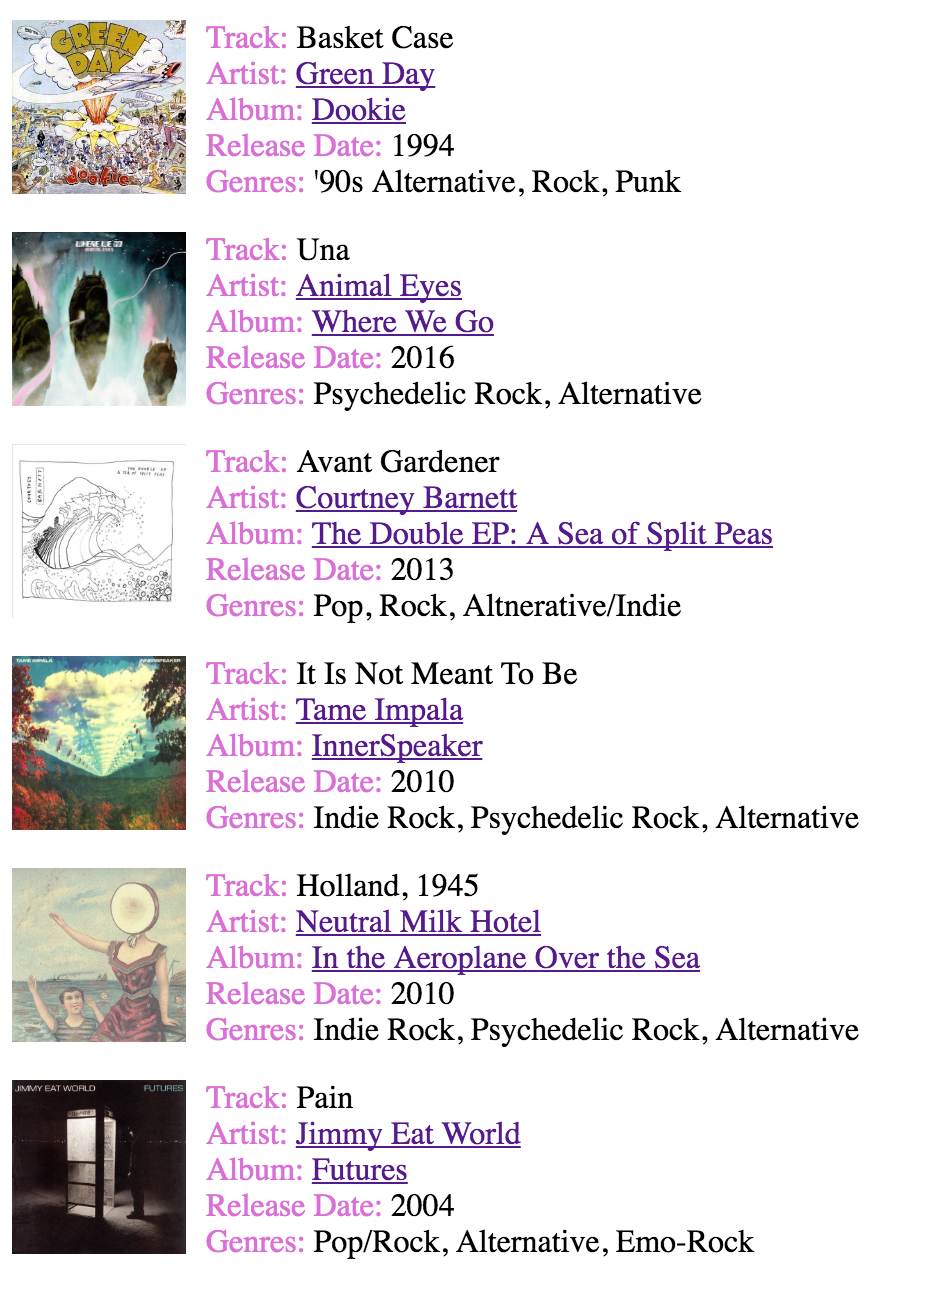 GREEN DAY
dookie
Track: Basket Case
Artist: Green Day
Album: Dookie
Release Date: 1994
Genres: '90s Alternative, Rock, Punk
WHERE WE GO
ANIMAL EYES
Track: Una
Artist: Animal Eyes
Album: Where We Go
Release Date: 2016
Genres: Psychedelic Rock, Alternative
COURTNEY BARNETT
THE DOUBLE EP
A SEA OF SPLIT PEAS
Track: Avant Gardener
Artist: Courtney Barnett
Album: The Double EP: A Sea of Split Peas
Release Date: 2013
Genres: Pop, Rock, Altnerative/Indie
TAME IMPALA INNERSPEAKER
Track: It Is Not Meant To Be
Artist: Tame Impala
Album: InnerSpeaker
Release Date: 2010
Genres: Indie Rock, Psychedelic Rock, Alternative
Track: Holland, 1945
Artist: Neutral Milk Hotel
Album: In the Aeroplane Over the Sea
Release Date: 2010
Genres: Indie Rock, Psychedelic Rock, Alternative
JIMMY EAT WORLD FUTURES
Track: Pain
Artist: Jimmy Eat World
Album: Futures
Release Date: 2004
Genres: Pop/Rock, Alternative, Emo-Rock